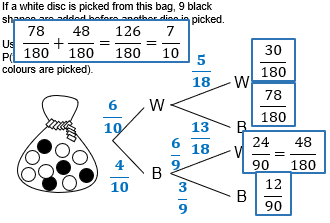 If a white disc is picked from this bag, 9 black
are added before another disc is picked.
78/180 + 48/180 = 126/180 = 7/10
P(
colours are picked).
5/18
W
30/180
6/10
W
78/180
13/18
B
6/9
24/90 = 48/180
4/10
B
3/9
B
12/90